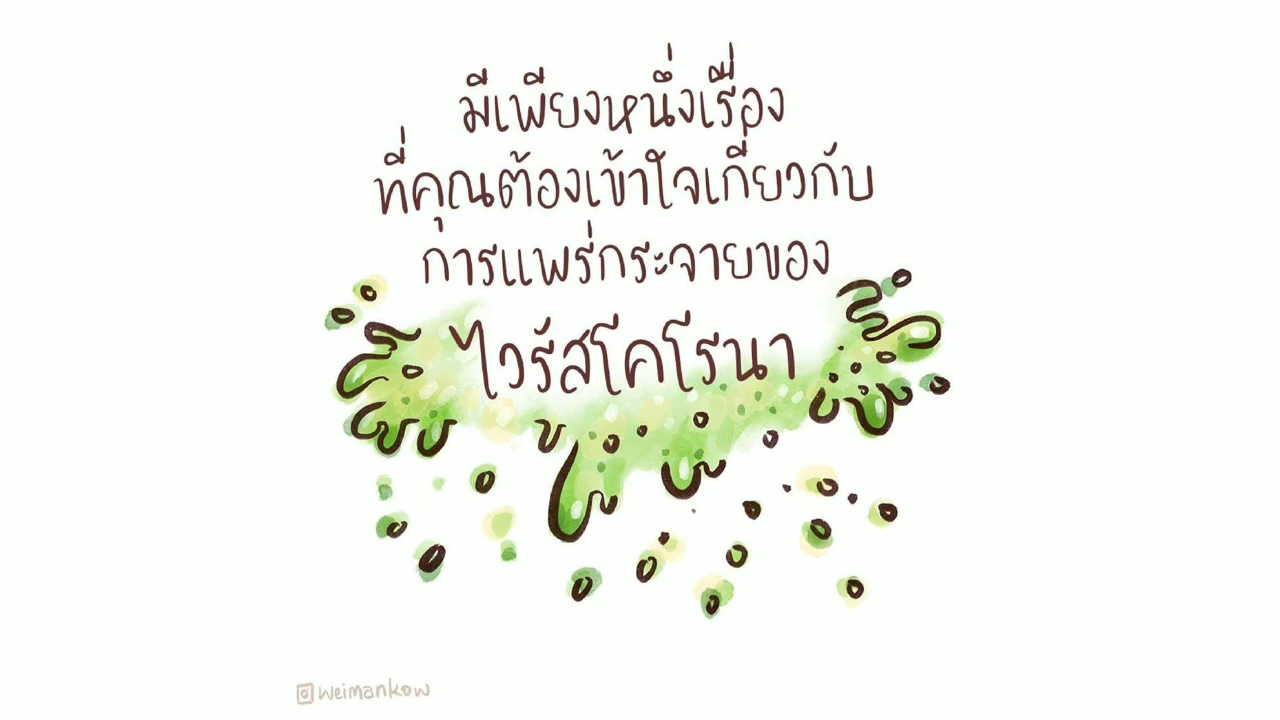 มีเพียงหนึ่งเรื่อง
ที่คุณต้องเข้าใจเกี่ยวกับ
การแพร่กระจายของ
ไวรัสโคโรนา
@weimankow